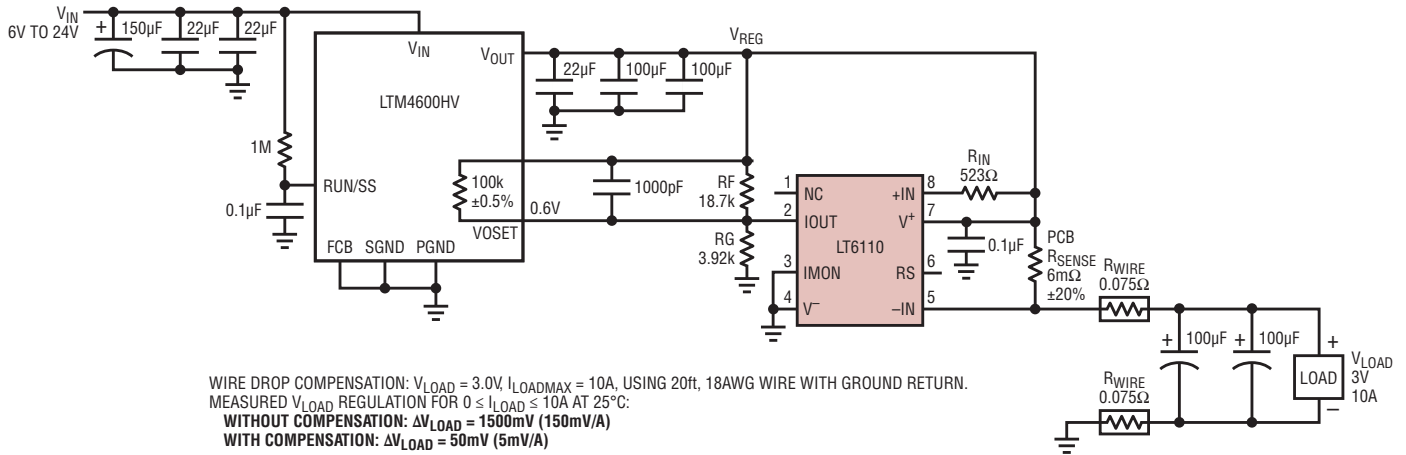 VIN
6V TO 24V
+
150µF
22µF
22µF
VIN
VOUT
VREG
LTM4600HV
22µF
100µF
100µF
1M
RUN/SS
0.1µF
100k
±0.5%
0.6V
VOSET
1000pF
RF
18.7k
RG
3.92k
FCB
SGND
PGND
RIN
523Ω
1
NC
+IN
8
2
IOUT
V+
7
LT6110
3
IMON
RS
6
4
V–
–IN
5
0.1µF
PCB
RSENSE
6mΩ
±20%
RWIRE
0.075Ω
+
100µF
+
100µF
+
LOAD
–
VLOAD
3V
10A
RWIRE
0.075Ω
WIRE DROP COMPENSATION: VLOAD = 3.0V, ILOADMAX = 10A, USING 20ft, 18AWG WIRE WITH GROUND RETURN.
MEASURED VLOAD REGULATION FOR 0 ≤ ILOAD ≤ 10A AT 25°C:
WITHOUT COMPENSATION: ΔVLOAD = 1500mV (150mV/A)
WITH COMPENSATION: ΔVLOAD = 50mV (5mV/A)